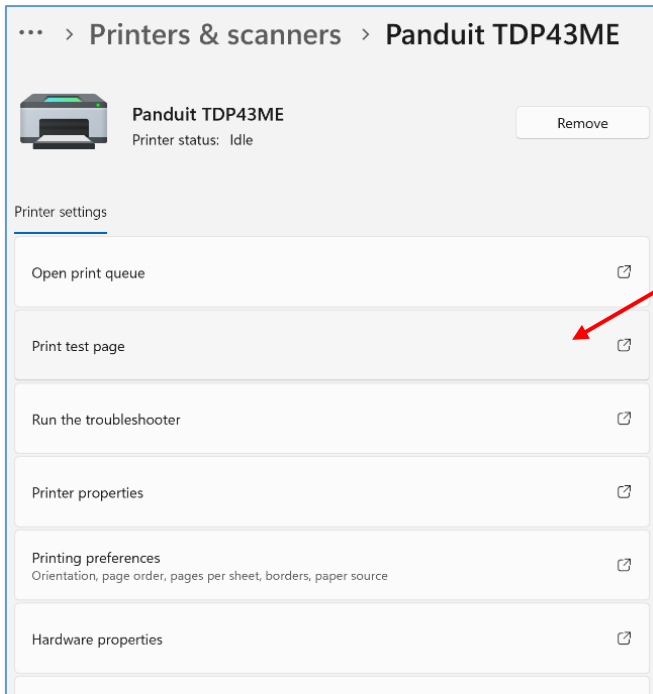 ... > Printers & scanners > Panduit TDP43ME
Panduit TDP43ME
Printer status: Idle
Remove
Printer settings
Open print queue
Print test page
Run the troubleshooter
Printer properties
Printing preferences
Orientation, page order, pages per sheet, borders, paper source
Hardware properties